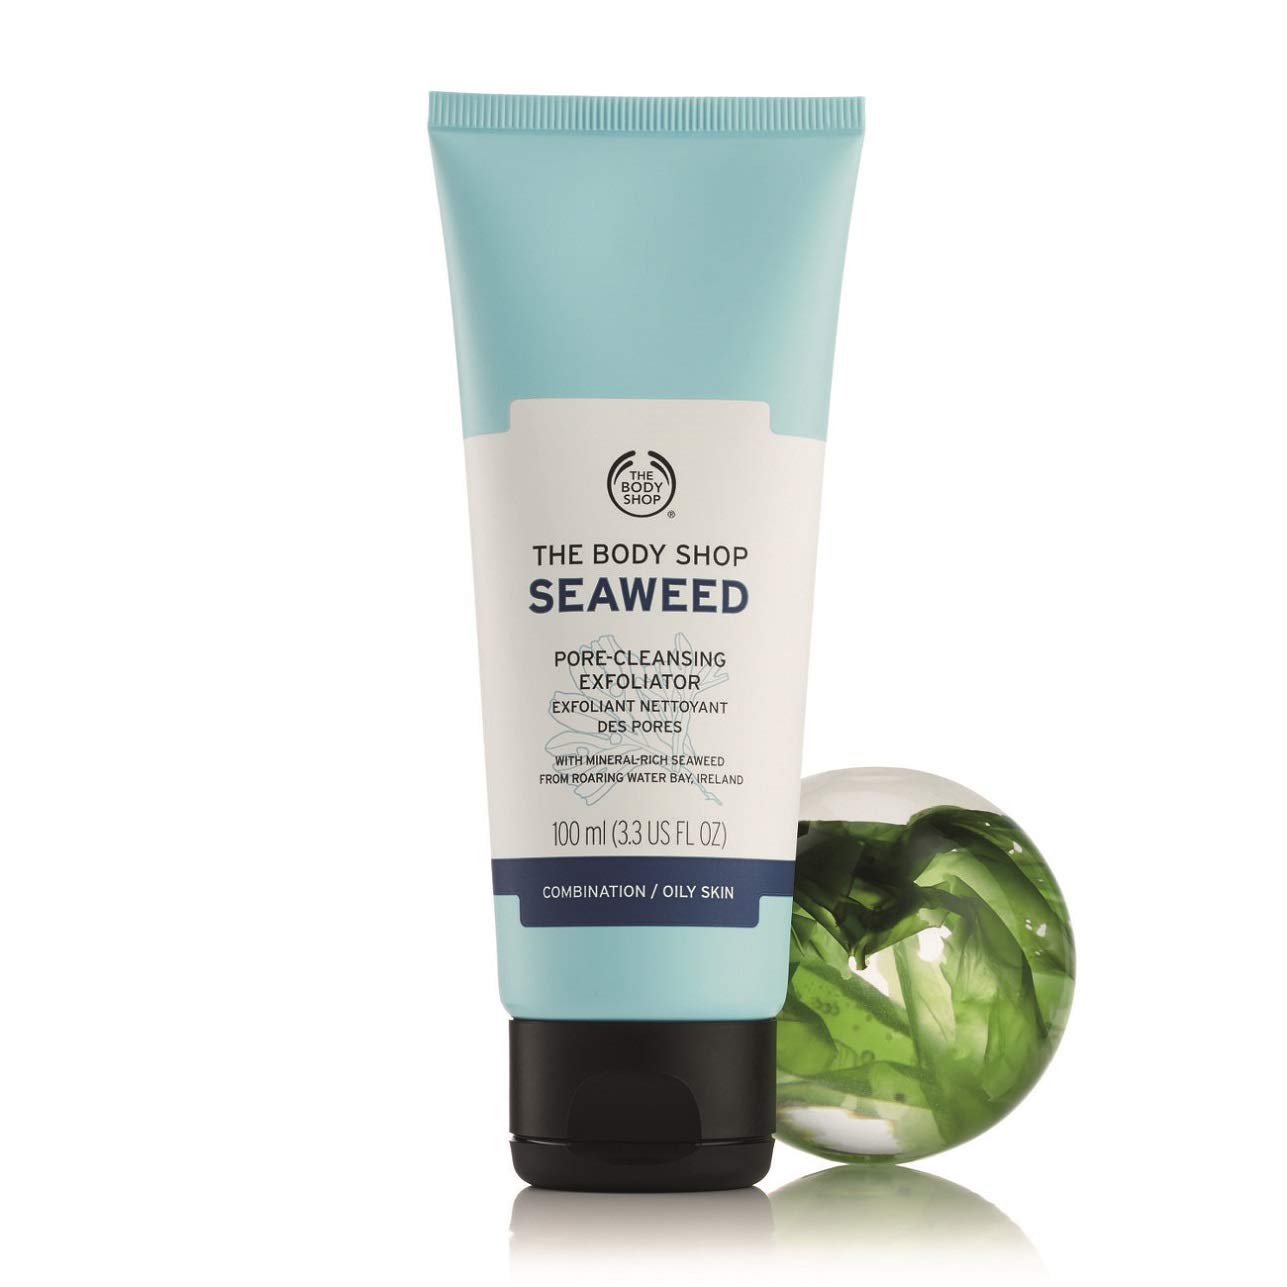 THE
BODY
SHOP
®
THE BODY SHOP
SEAWEED
PORE-CLEANSING
EXFOLIATOR
EXFOLIANT NETTOYANT
DES PORES
WITH MINERAL-RICH SEAWEED
FROM ROARING WATER BAY, IRELAND
100 ml (3.3 US FL OZ)
COMBINATION / OILY SKIN